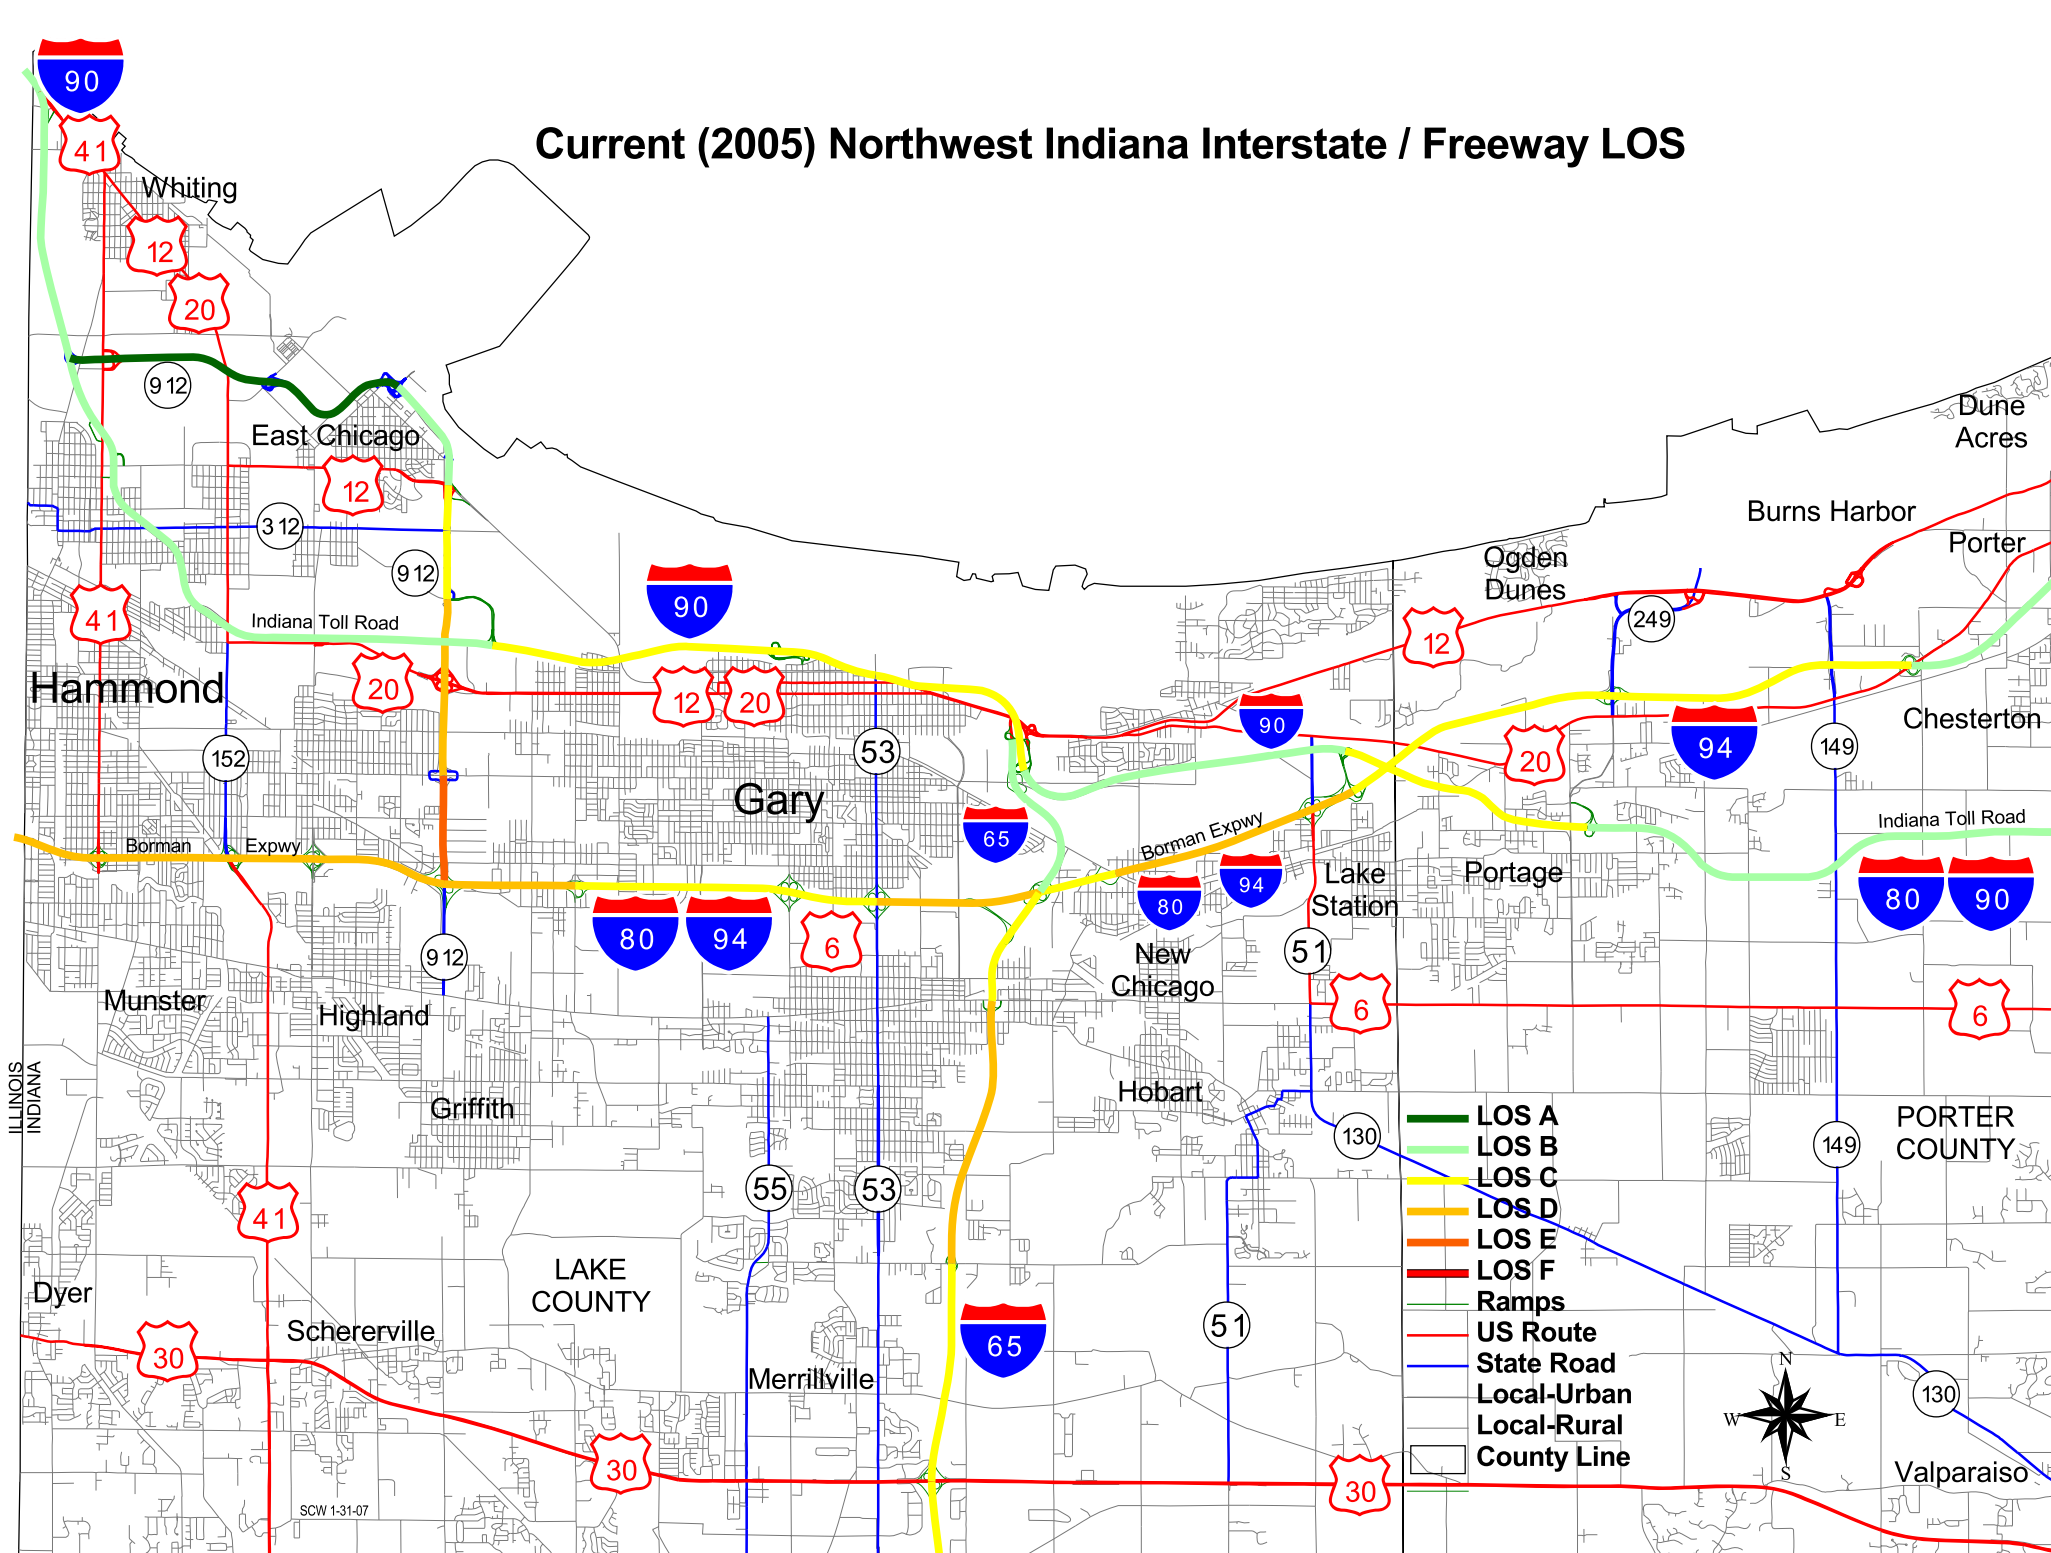 90
Current (2005) Northwest Indiana Interstate / Freeway LOS
41
Whiting
12
20
912
Dune
Acres
East Chicago
12
312
Burns Harbor
Porter
Ogden
Dunes
912
90
41
Indiana Toll Road
249
12
Hammond
20
12
20
90
Chesterton
152
53
20
94
149
Gary
65
Borman Expwy
Indiana Toll Road
Borman
Expwy
Lake
Station
Portage
94
80
80
90
80
94
6
912
51
New
Chicago
Munster
Highland
6
6
ILLINOIS
INDIANA
Hobart
Griffith
130
149
PORTER
COUNTY
55
53
41
LAKE
COUNTY
Dyer
Schererville
51
65
30
Merrillville
LOS A
LOS B
LOS C
LOS D
LOS E
LOS F
Ramps
US Route
State Road
Local-Urban
Local-Rural
County Line
N
W
E
S
130
30
30
Valparaiso
SCW 1-31-07